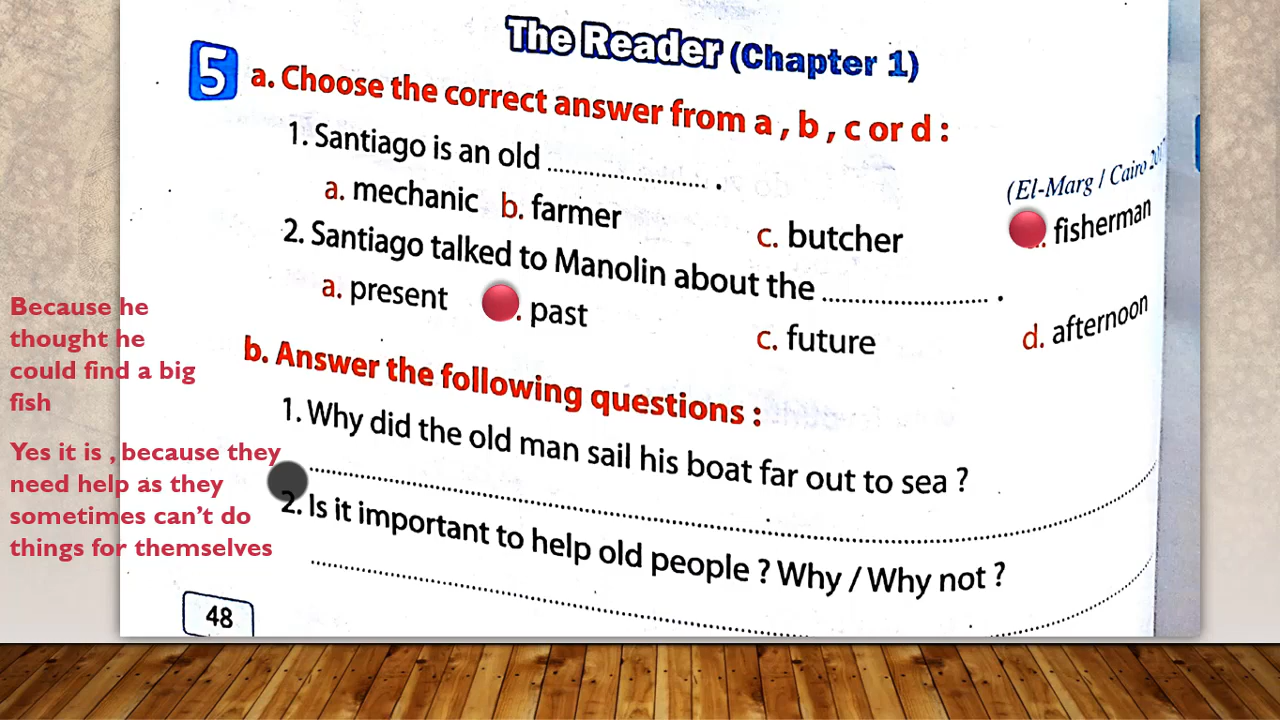 The Reader (Chapter 1)
5 a. Choose the correct answer from a , b , c or d :
1. Santiago is an old .................... .
(El-Marg / Cairo
a. mechanic b. farmer c. butcher fisherman
2. Santiago talked to Manolin about the .................... .
a. present . past c. future d. afternoon
b. Answer the following questions :
1. Why did the old man sail his boat far out to sea ?
2. Is it important to help old people ? Why / Why not ?
48
Because he
thought he
could find a big
fish
Yes it is , because they
need help as they
sometimes can’t do
things for themselves